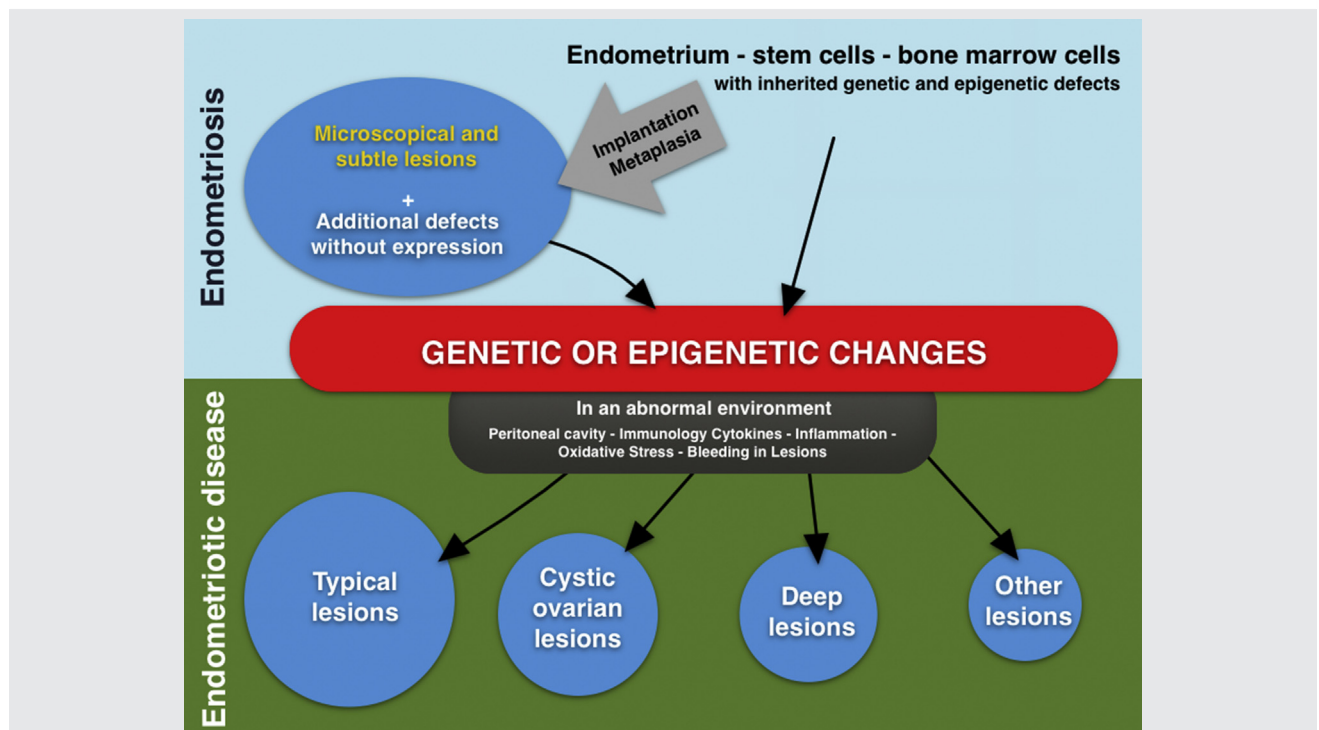 Endometrium - stem cells - bone marrow cells
with inherited genetic and epigenetic defects
Endometriosis
Implantation
Metaplasia
Microscopical and
subtle lesions
+
Additional defects
without expression
GENETIC OR EPIGENETIC CHANGES
In an abnormal environment
Peritoneal cavity - Immunology Cytokines - Inflammation -
Oxidative Stress - Bleeding in Lesions
Endometriotic disease
Typical
lesions
Cystic
ovarian
lesions
Deep
lesions
Other
lesions